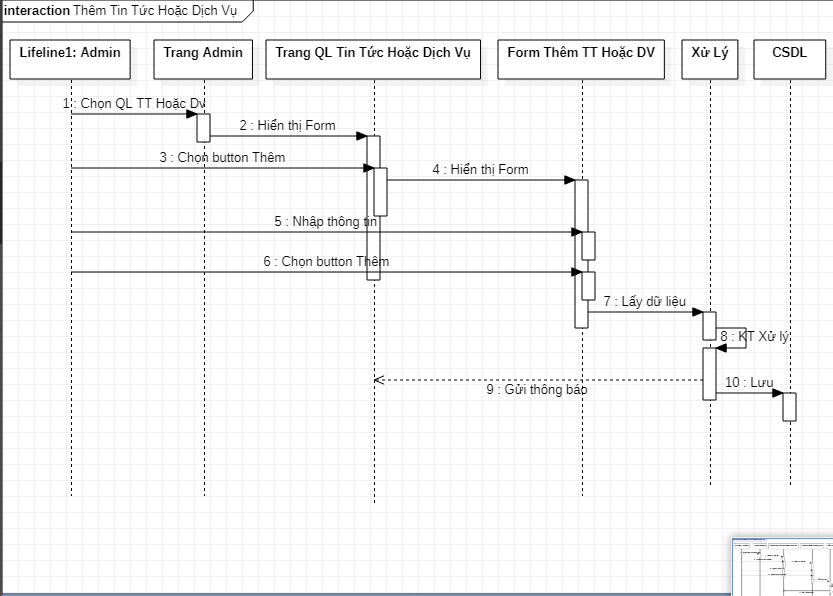 interaction Thêm Tin Tức Hoặc Dịch Vụ
Lifeline1: Admin
Trang Admin
Trang QL Tin Tức Hoặc Dịch Vụ
Form Thêm TT Hoặc DV
Xử Lý
CSDL
1 : Chọn QL TT Hoặc Dv
2 : Hiển thị Form
3 : Chọn button Thêm
4 : Hiển thị Form
5 : Nhập thông tin
6 : Chọn button Thêm
7 : Lấy dữ liệu
8 : KT Xử lý
9 : Gửi thông báo
10 : Lưu